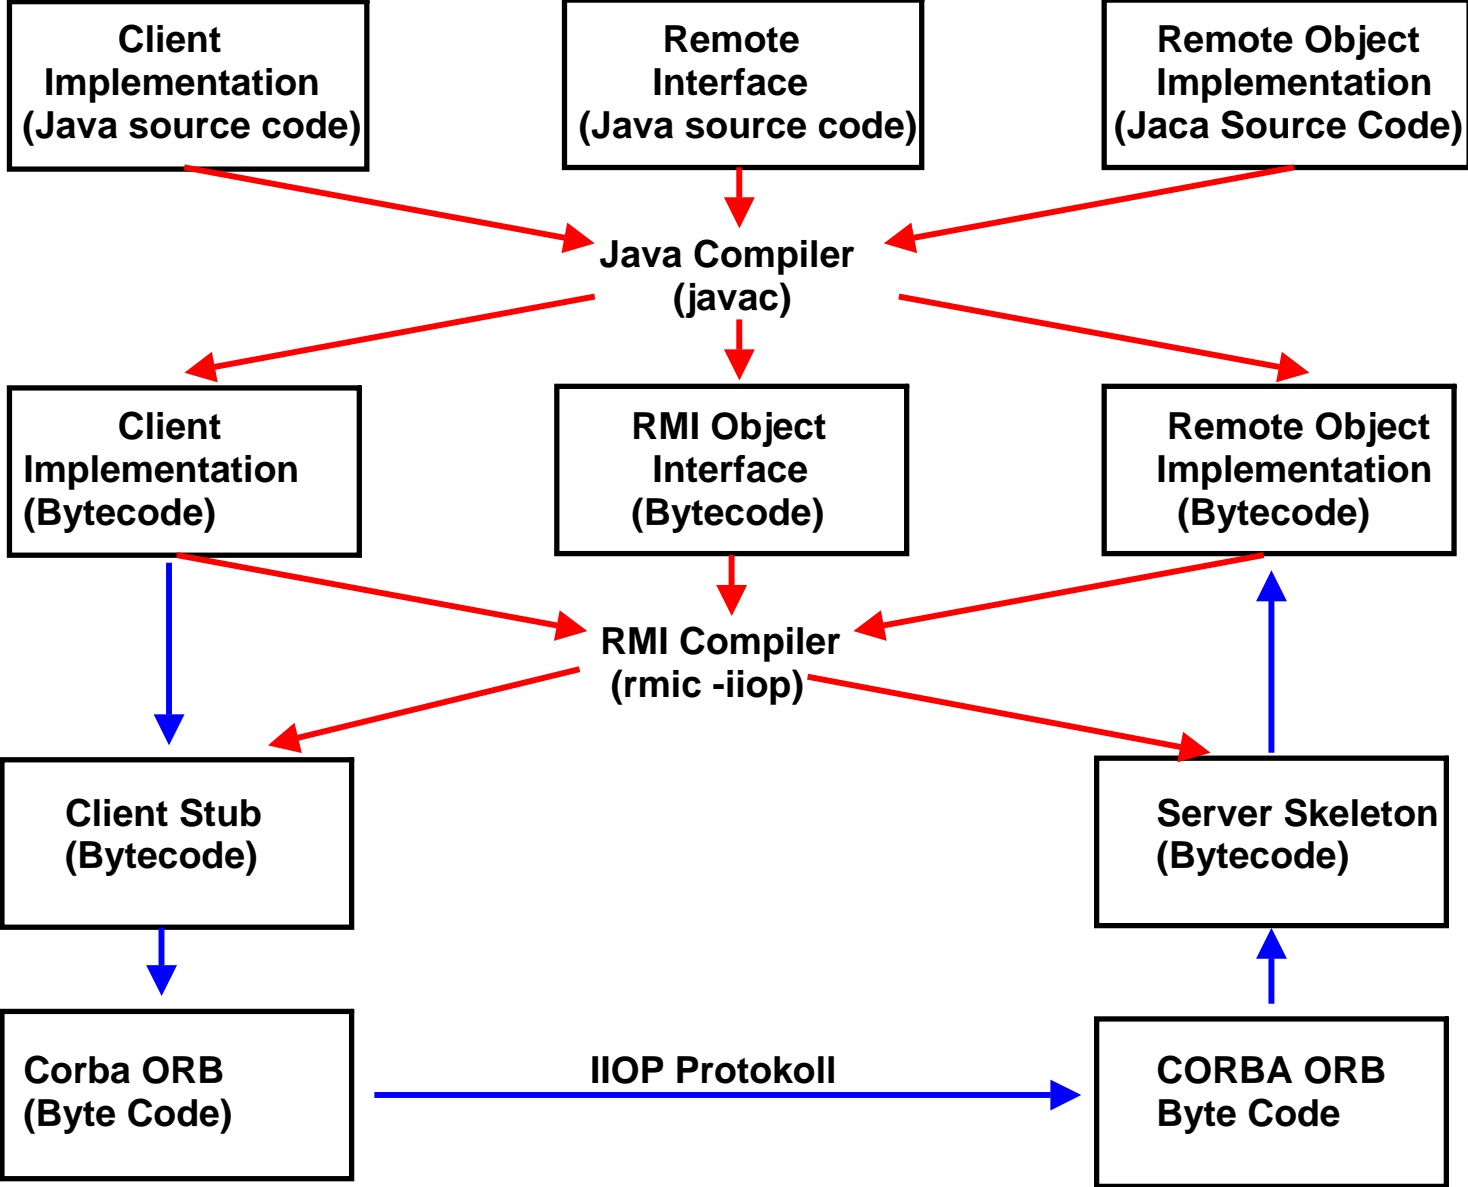 Client
Implementation
(Java source code)
Remote
Interface
(Java source code)
Remote Object
Implementation
(Jaca Source Code)
Java Compiler
(javac)
Client
Implementation
(Bytecode)
RMI Object
Interface
(Bytecode)
Remote Object
Implementation
(Bytecode)
RMI Compiler
(rmic -iiop)
Client Stub
(Bytecode)
Server Skeleton
(Bytecode)
Corba ORB
(Byte Code)
IIOP Protokoll
CORBA ORB
Byte Code